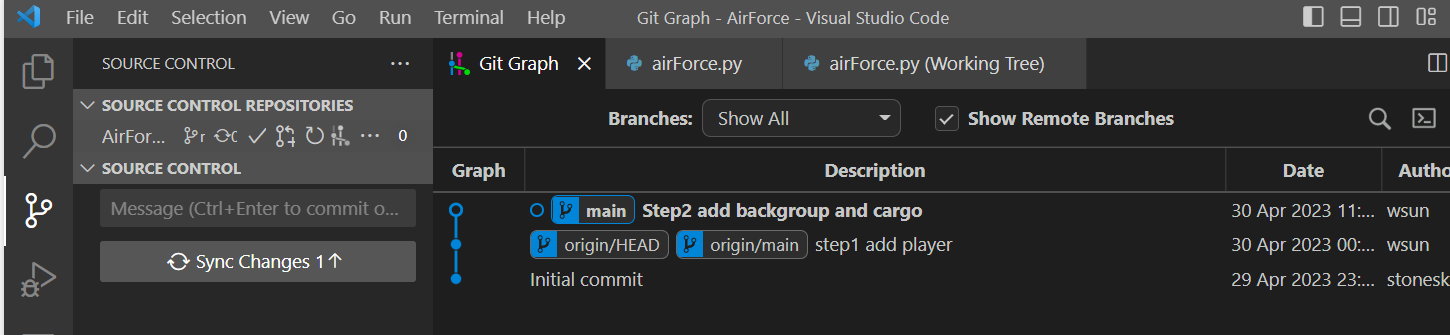 File Edit Selection View Go Run Terminal Help Git Graph - AirForce - Visual Studio Code
SOURCE CONTROL ...
Git Graph airForce.py airForce.py (Working Tree)
SOURCE CONTROL REPOSITORIES
AirFor... 0
SOURCE CONTROL
Message (Ctrl+Enter to commit o...
Sync Changes 1↑
Branches: Show All Show Remote Branches
Graph Description Date Autho
main Step2 add backgroup and cargo 30 Apr 2023 11:... wsun
origin/HEAD origin/main step1 add player 30 Apr 2023 00:... wsun
Initial commit 29 Apr 2023 23:... stonesk